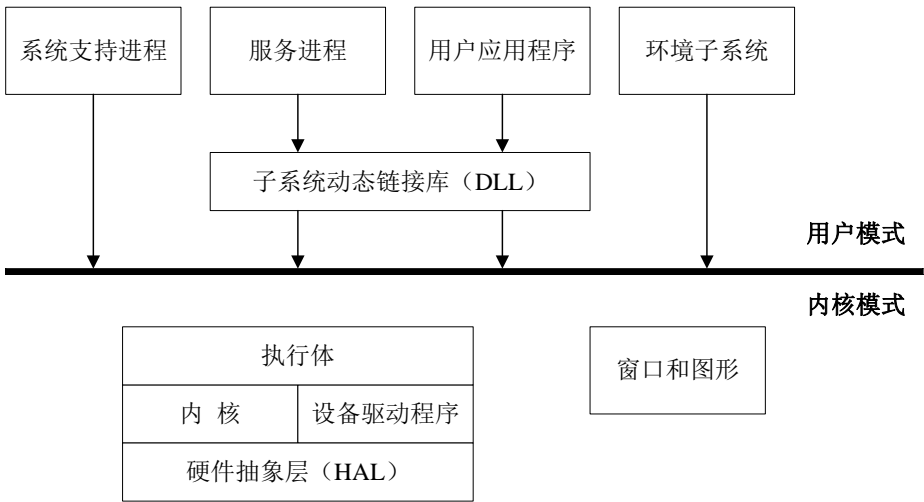 系统支持进程
服务进程
用户应用程序
环境子系统
子系统动态链接库（DLL）
用户模式
内核模式
执行体
窗口和图形
内 核
设备驱动程序
硬件抽象层（HAL）